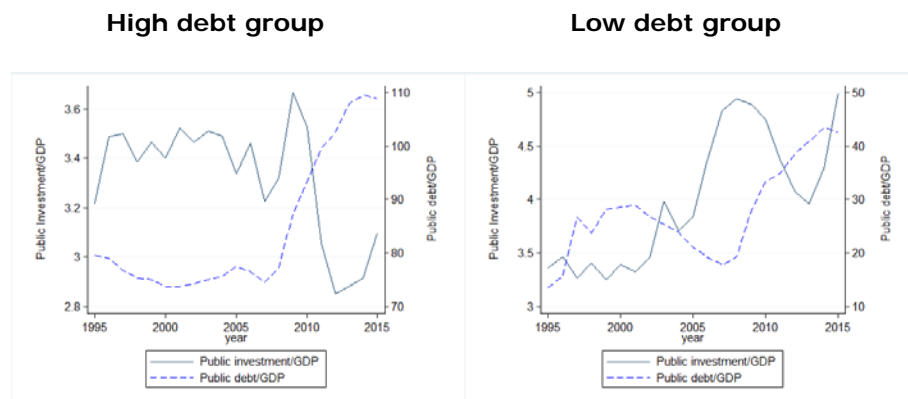 High debt group
Low debt group
Public Investment/GDP
3.6
3.4
3.2
3
2.8
110
100
90
80
70
Public debt/GDP
1995
2000
2005
2010
2015
year
Public investment/GDP
Public debt/GDP
Public Investment/GDP
5
4.5
4
3.5
3
50
40
30
20
10
Public debt/GDP
1995
2000
2005
2010
2015
year
Public investment/GDP
Public debt/GDP